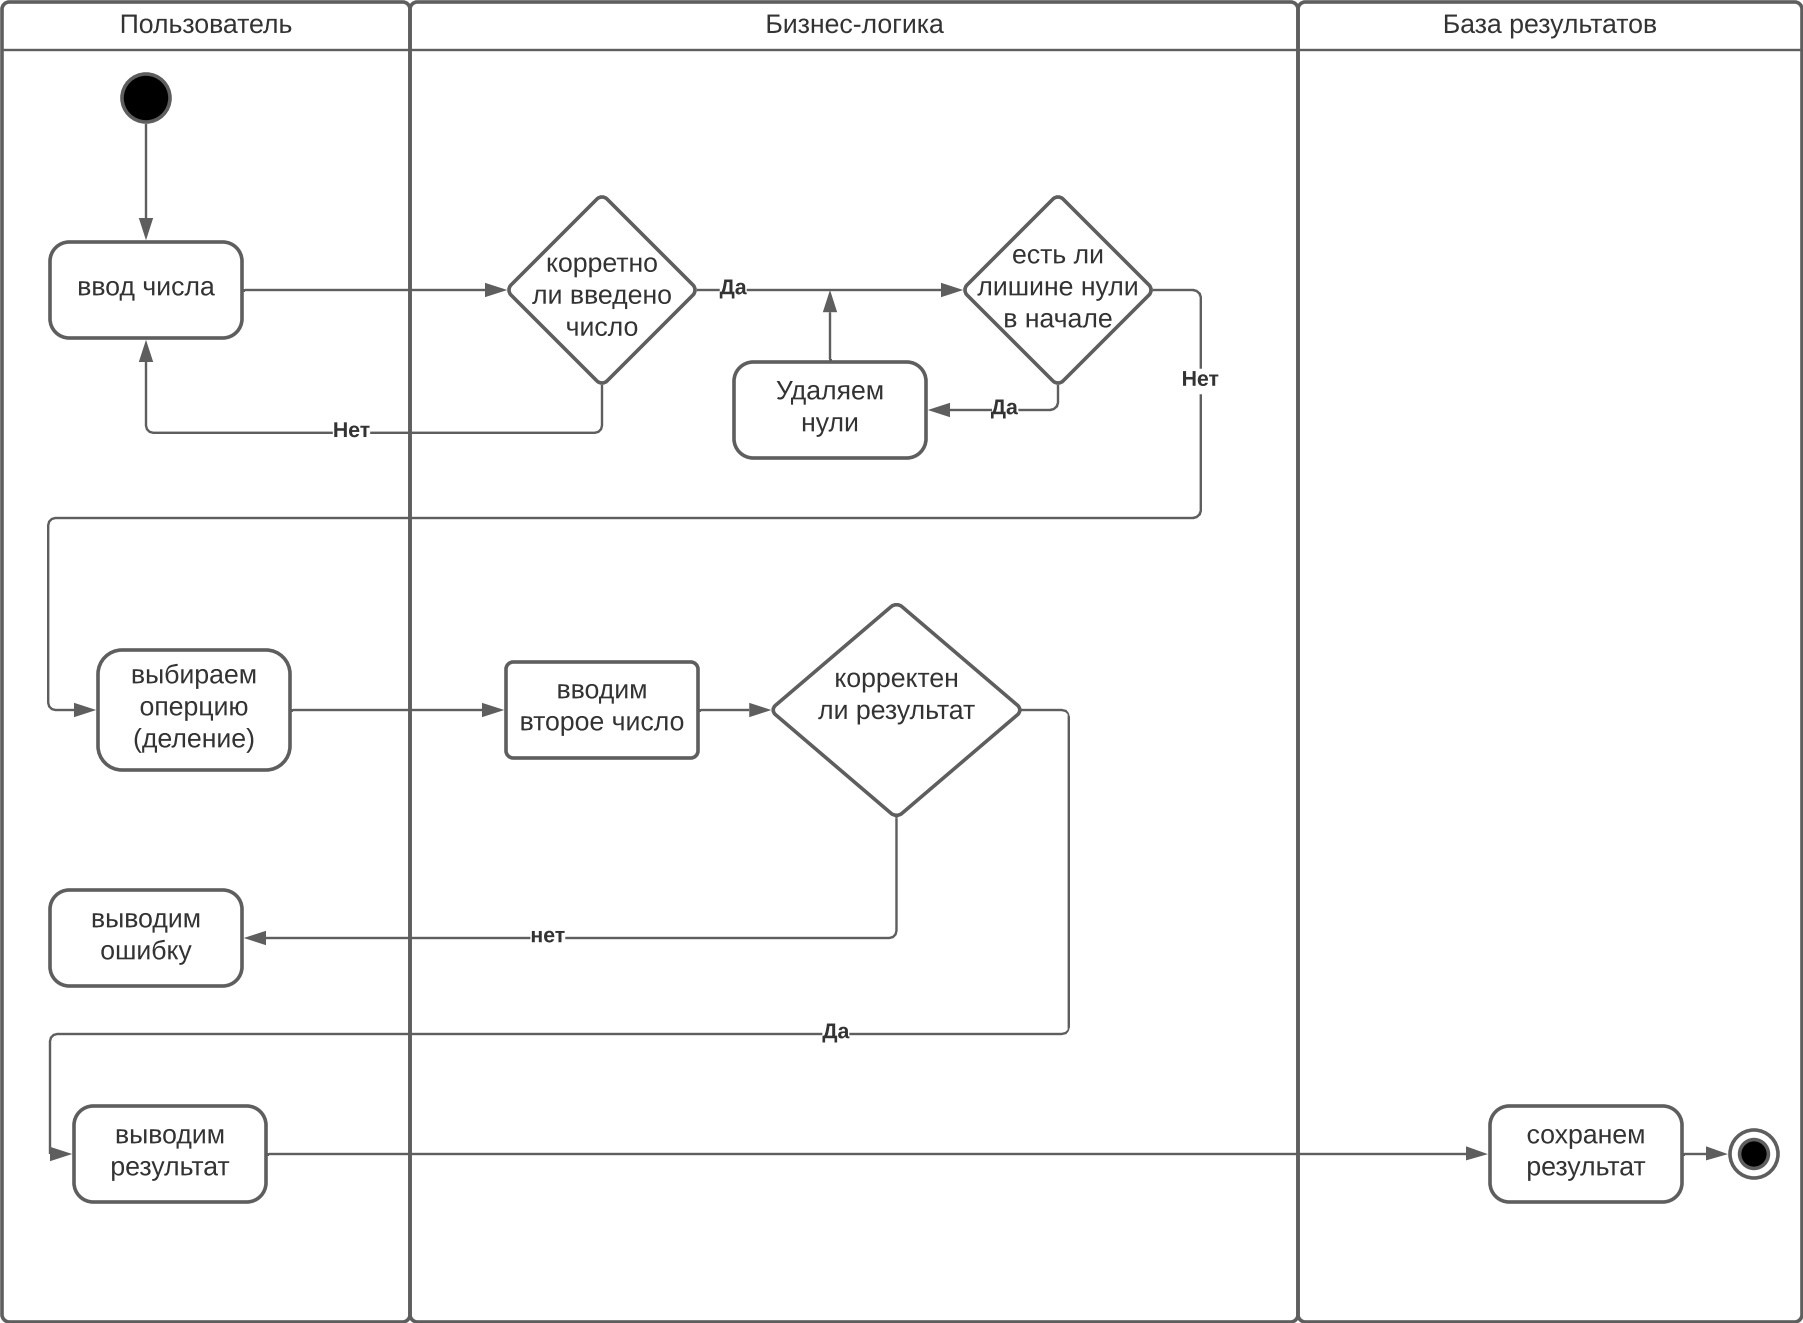 Пользователь
Бизнес-логика
База результатов
ввод числа
корретно
ли введено
число
Да
есть ли
лишине нули
в начале
Нет
Удаляем
нули
Да
Нет
выбираем
оперцию
(деление)
вводим
второе число
корректен
ли результат
выводим
ошибку
нет
Да
выводим
результат
сохранем
результат